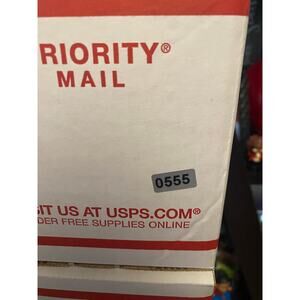 RIORITY®
MAIL
0555
SIT US AT USPS.COM®
DER FREE SUPPLIES ONLINE